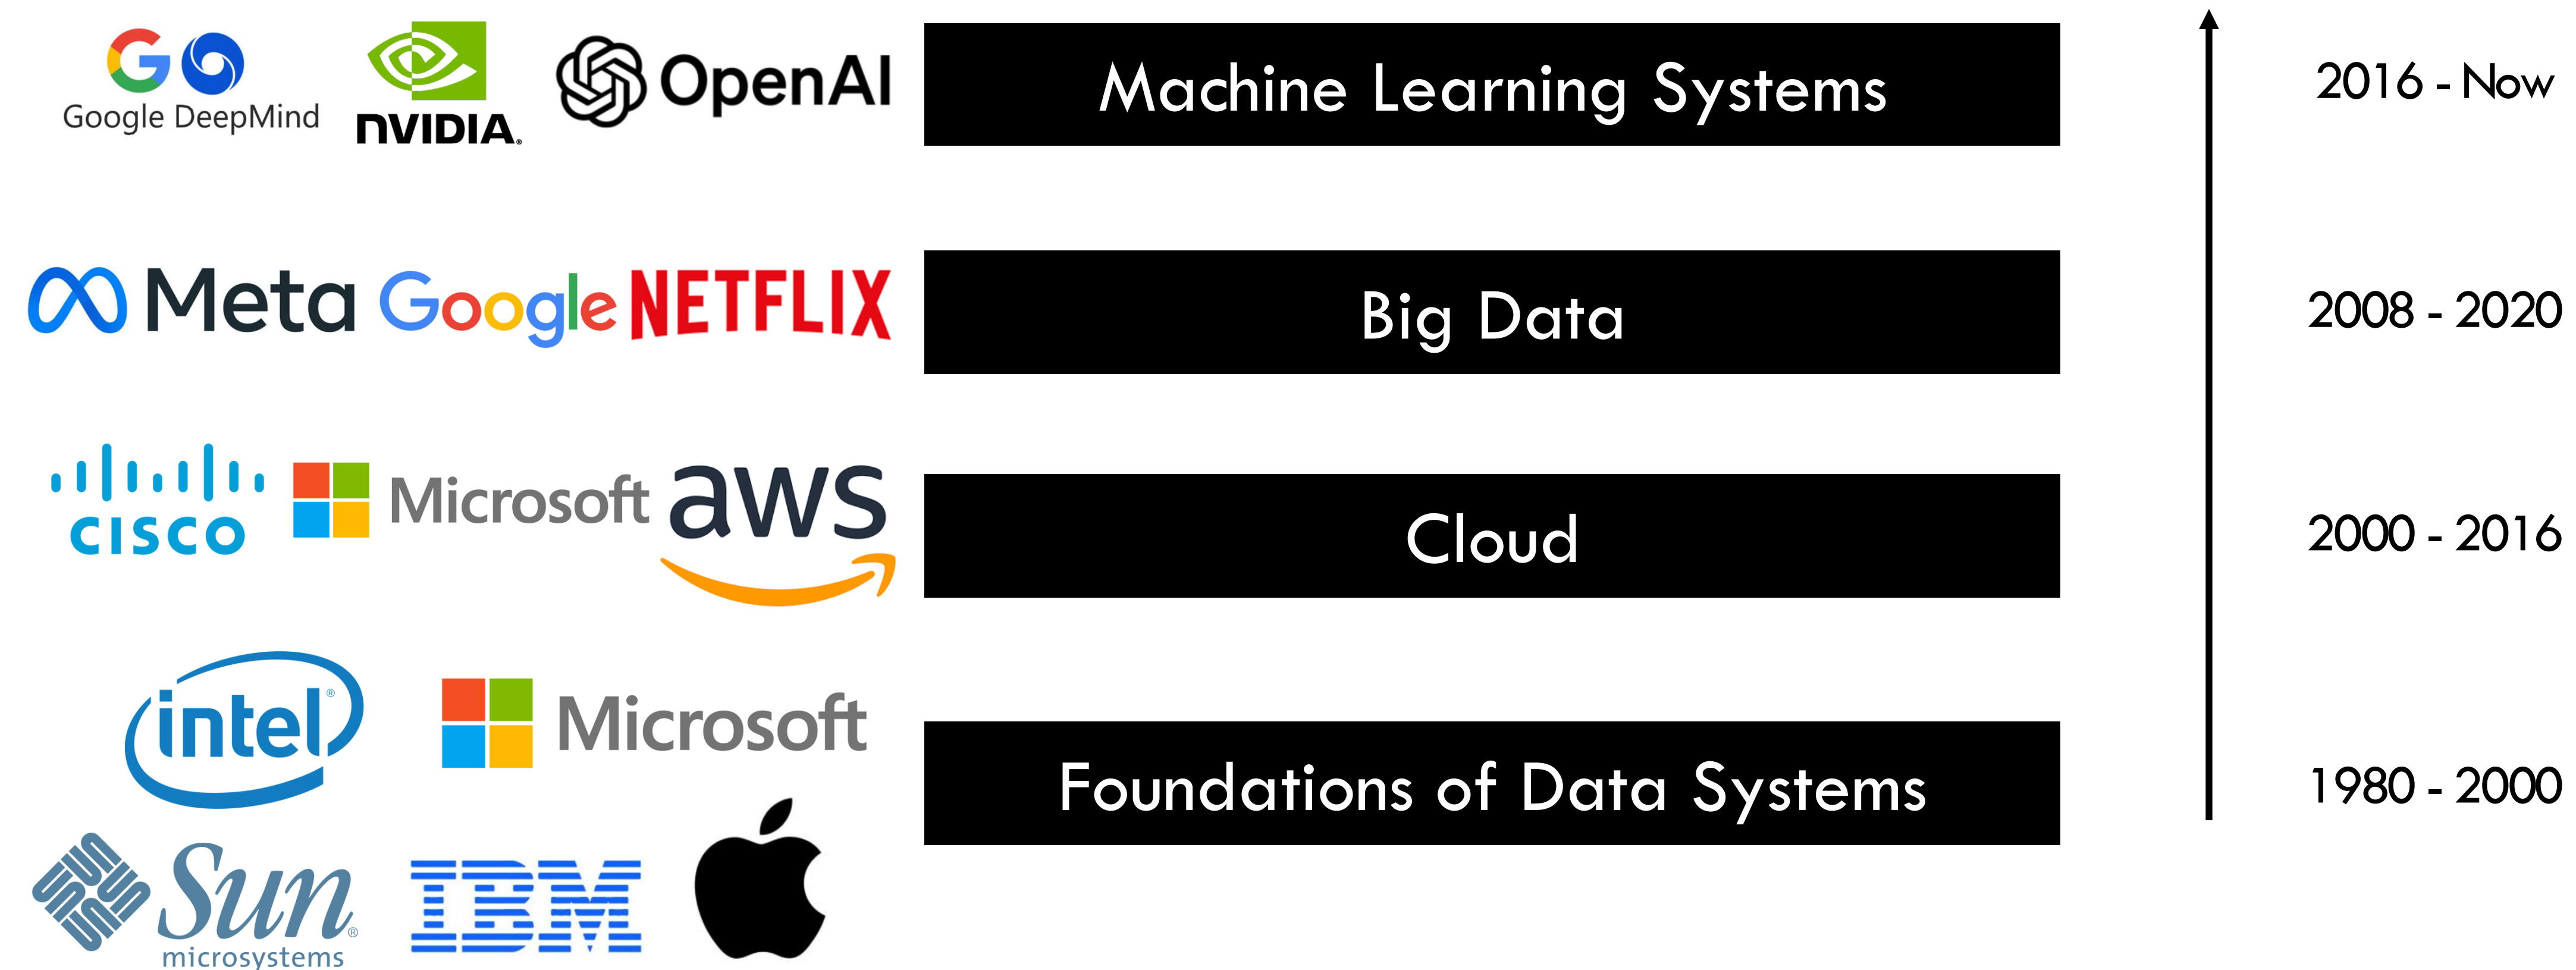 Google DeepMind
NVIDIA.
OpenAI
Machine Learning Systems
2016 - Now
Meta
Google
NETFLIX
Big Data
2008 - 2020
CISCO
Microsoft
aws
Cloud
2000 - 2016
intel®
Microsoft
Foundations of Data Systems
1980 - 2000
Sun®
microsystems
IBM